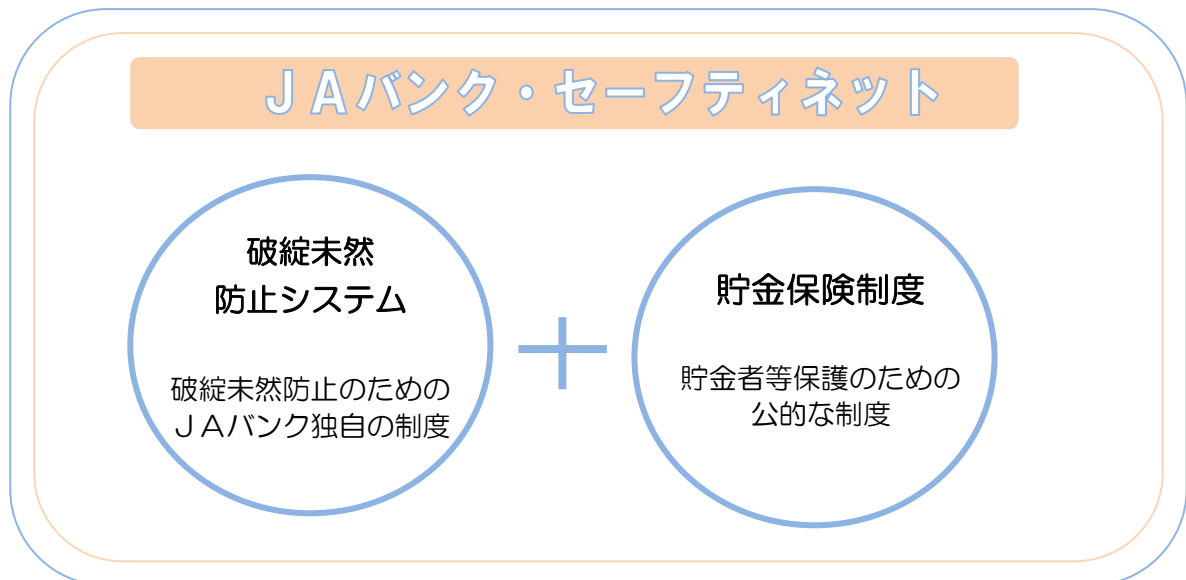 ＪＡバンク・セーフティネット
破綻未然
防止システム
破綻未然防止のための
ＪＡバンク独自の制度
＋
貯金保険制度
貯金者等保護のための
公的な制度